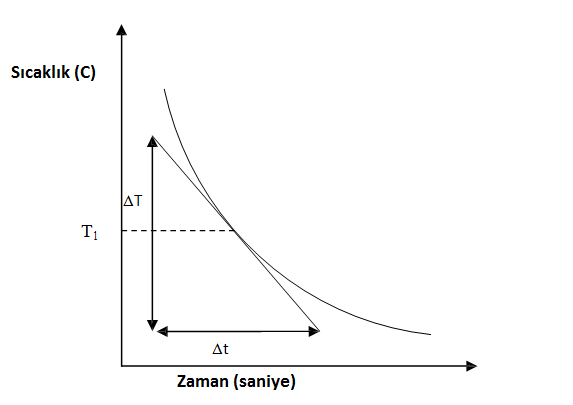 Sıcaklık (C)
ΔT
T₁
Δt
Zaman (saniye)